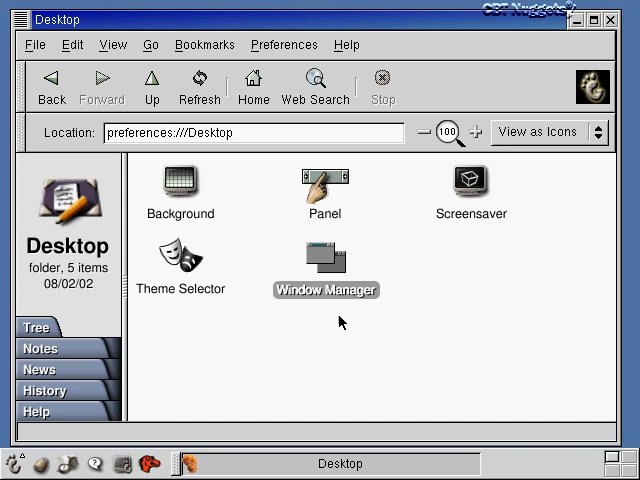 CBT Nuggets
Desktop
File Edit View Go Bookmarks Preferences Help
Back Forward Up Refresh Home Web Search Stop
Location: preferences:///Desktop 100 View as Icons
Background Panel Screensaver
Theme Selector Window Manager
Desktop
folder, 5 items
08/02/02
Tree
Notes
News
History
Help
Desktop